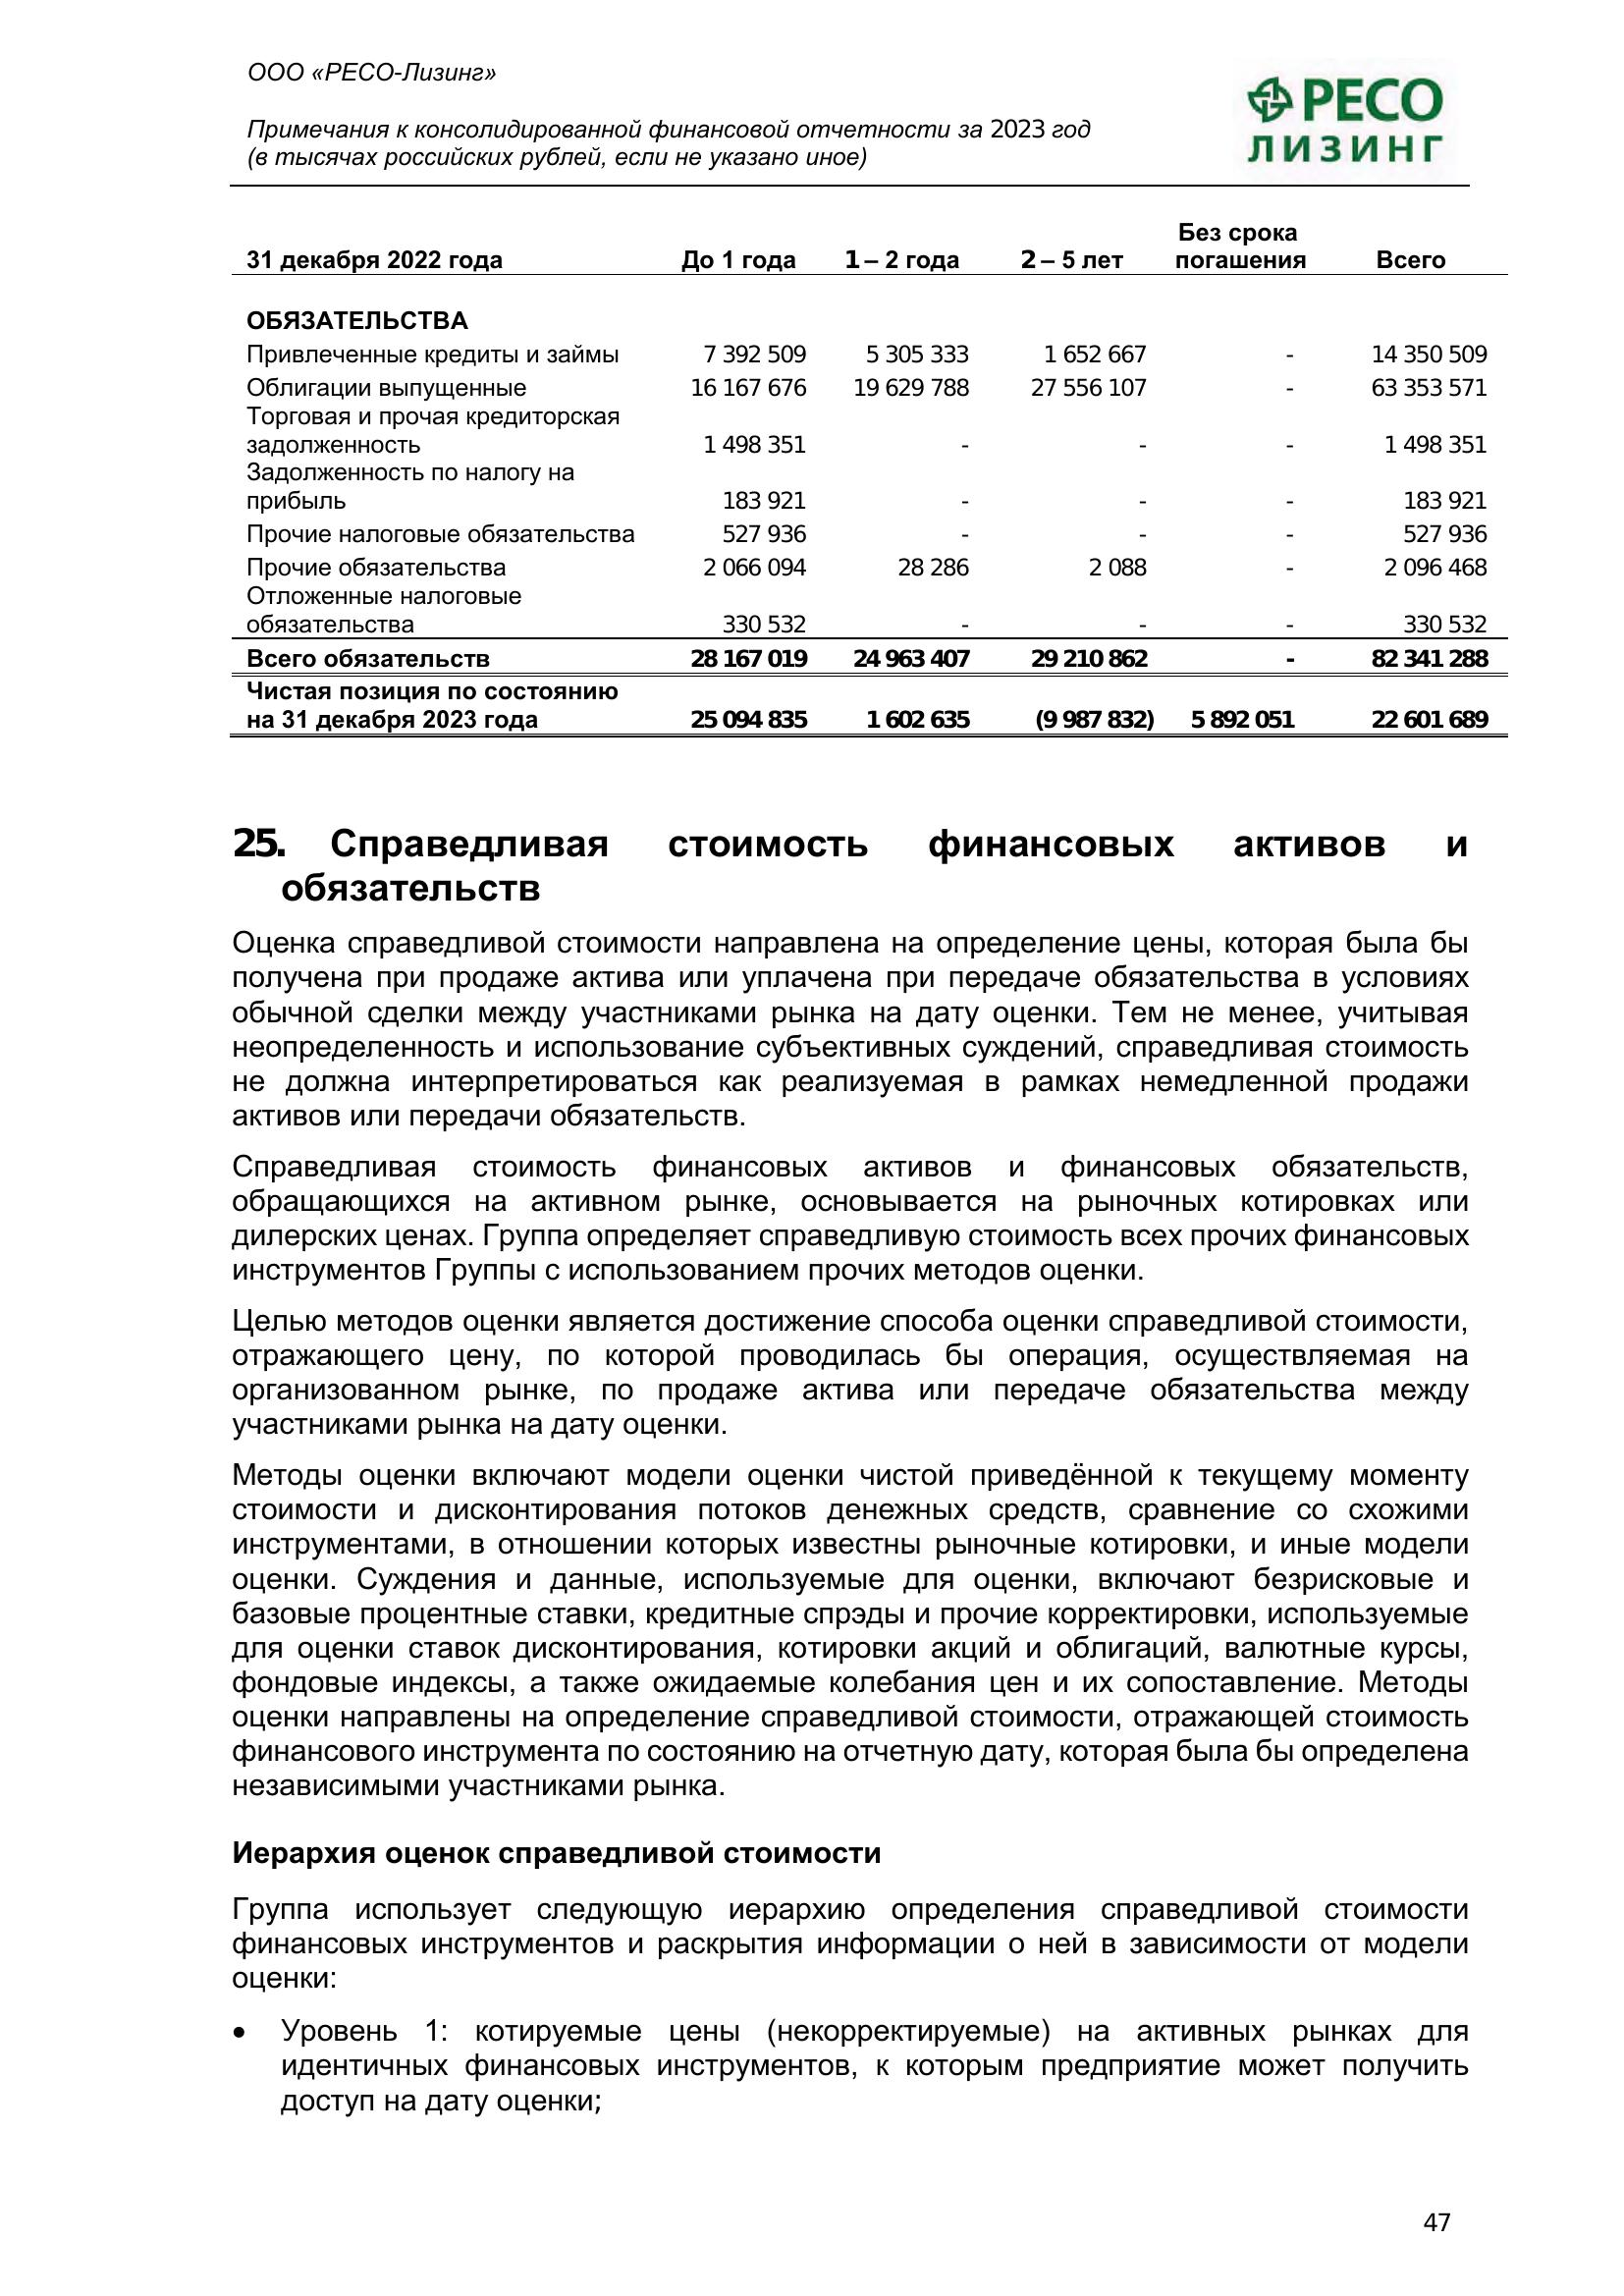 ООО «РЕСО-Лизинг»
РЕСО
ЛИЗИНГ
Примечания к консолидированной финансовой отчетности за 2023 год
(в тысячах российских рублей, если не указано иное)
31 декабря 2022 года До 1 года 1 – 2 года 2 – 5 лет Без срока погашения Всего
ОБЯЗАТЕЛЬСТВА
Привлеченные кредиты и займы 7 392 509 5 305 333 1 652 667 - 14 350 509
Облигации выпущенные 16 167 676 19 629 788 27 556 107 - 63 353 571
Торговая и прочая кредиторская
задолженность 1 498 351 - - - 1 498 351
Задолженность по налогу на
прибыль 183 921 - - - 183 921
Прочие налоговые обязательства 527 936 - - - 527 936
Прочие обязательства 2 066 094 28 286 2 088 - 2 096 468
Отложенные налоговые
обязательства 330 532 - - - 330 532
Всего обязательств 28 167 019 24 963 407 29 210 862 - 82 341 288
Чистая позиция по состоянию
на 31 декабря 2023 года 25 094 835 1 602 635 (9 987 832) 5 892 051 22 601 689
25. Справедливая стоимость финансовых активов и
обязательств
Оценка справедливой стоимости направлена на определение цены, которая была бы
получена при продаже актива или уплачена при передаче обязательства в условиях
обычной сделки между участниками рынка на дату оценки. Тем не менее, учитывая
неопределенность и использование субъективных суждений, справедливая стоимость
не должна интерпретироваться как реализуемая в рамках немедленной продажи
активов или передачи обязательств.
Справедливая стоимость финансовых активов и финансовых обязательств,
обращающихся на активном рынке, основывается на рыночных котировках или
дилерских ценах. Группа определяет справедливую стоимость всех прочих финансовых
инструментов Группы с использованием прочих методов оценки.
Целью методов оценки является достижение способа оценки справедливой стоимости,
отражающего цену, по которой проводилась бы операция, осуществляемая на
организованном рынке, по продаже актива или передаче обязательства между
участниками рынка на дату оценки.
Методы оценки включают модели оценки чистой приведённой к текущему моменту
стоимости и дисконтирования потоков денежных средств, сравнение со схожими
инструментами, в отношении которых известны рыночные котировки, и иные модели
оценки. Суждения и данные, используемые для оценки, включают безрисковые и
базовые процентные ставки, кредитные спрэды и прочие корректировки, используемые
для оценки ставок дисконтирования, котировки акций и облигаций, валютные курсы,
фондовые индексы, а также ожидаемые колебания цен и их сопоставление. Методы
оценки направлены на определение справедливой стоимости, отражающей стоимость
финансового инструмента по состоянию на отчетную дату, которая была бы определена
независимыми участниками рынка.
Иерархия оценок справедливой стоимости
Группа использует следующую иерархию определения справедливой стоимости
финансовых инструментов и раскрытия информации о ней в зависимости от модели
оценки:
• Уровень 1: котируемые цены (некорректируемые) на активных рынках для
идентичных финансовых инструментов, к которым предприятие может получить
доступ на дату оценки;
47